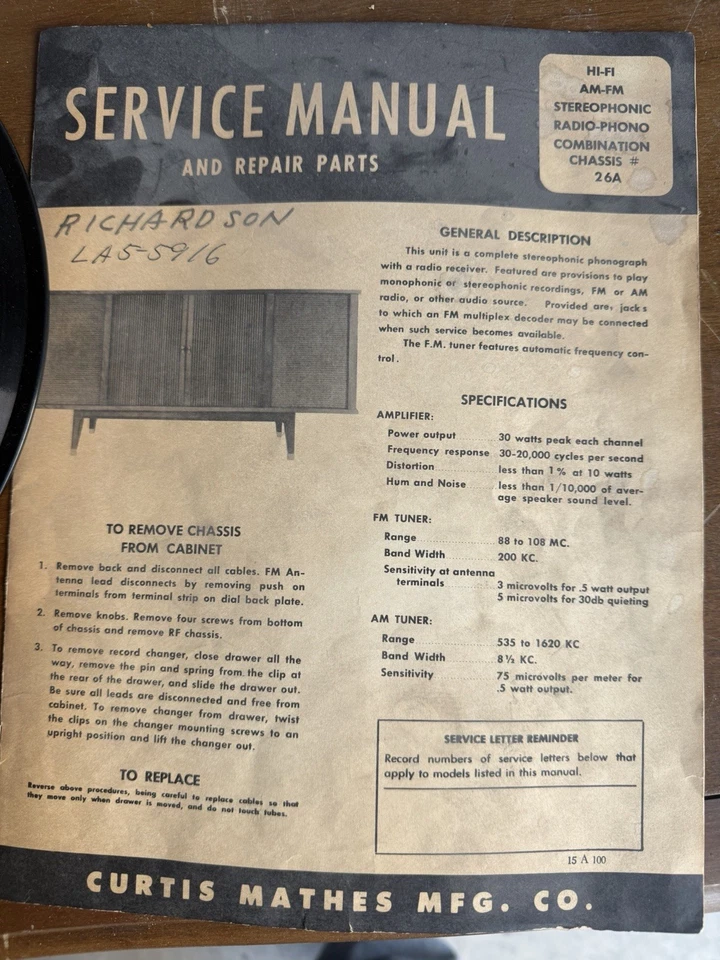 SERVICE MANUAL
AND REPAIR PARTS
HI-FI
AM-FM
STEREOPHONIC
RADIO-PHONO
COMBINATION
CHASSIS #
26A
RICHARDSON
LA5-5916
TO REMOVE CHASSIS
FROM CABINET
1. Remove back and disconnect all cables. FM An-
tenna lead disconnects by removing push on
terminals from terminal strip on dial back plate.
2. Remove knobs. Remove four screws from bottom
of chassis and remove RF chassis.
3. To remove record changer, close drawer all the
way, remove the pin and spring from the clip at
the rear of the drawer, and slide the drawer out.
Be sure all leads are disconnected and free from
cabinet. To remove changer from drawer, twist
the clips on the changer mounting screws to an
upright position and lift the changer out.
TO REPLACE
Reverse above procedures, being careful to replace cables so that
they move only when drawer is moved, and do not touch tubes.
GENERAL DESCRIPTION
This unit is a complete stereophonic phonograph
with a radio receiver. Featured are provisions to play
monophonic or stereophonic recordings, FM or AM
radio, or other audio source. Provided are, jacks
to which an FM multiplex decoder may be connected
when such service becomes available.
The F.M. tuner features automatic frequency con-
trol.
SPECIFICATIONS
AMPLIFIER:
Power output 30 watts peak each channel
Frequency response 30-20,000 cycles per second
Distortion less than 1% at 10 watts
Hum and Noise less than 1/10,000 of aver-
age speaker sound level.
FM TUNER:
Range 88 to 108 MC.
Band Width 200 KC.
Sensitivity at antenna
terminals 3 microvolts for .5 watt output
5 microvolts for 30db quieting
AM TUNER:
Range 535 to 1620 KC
Band Width 8½ KC.
Sensitivity 75 microvolts per meter for
.5 watt output.
SERVICE LETTER REMINDER
Record numbers of service letters below that
apply to models listed in this manual.
15 A 100
CURTIS MATHES MFG. CO.